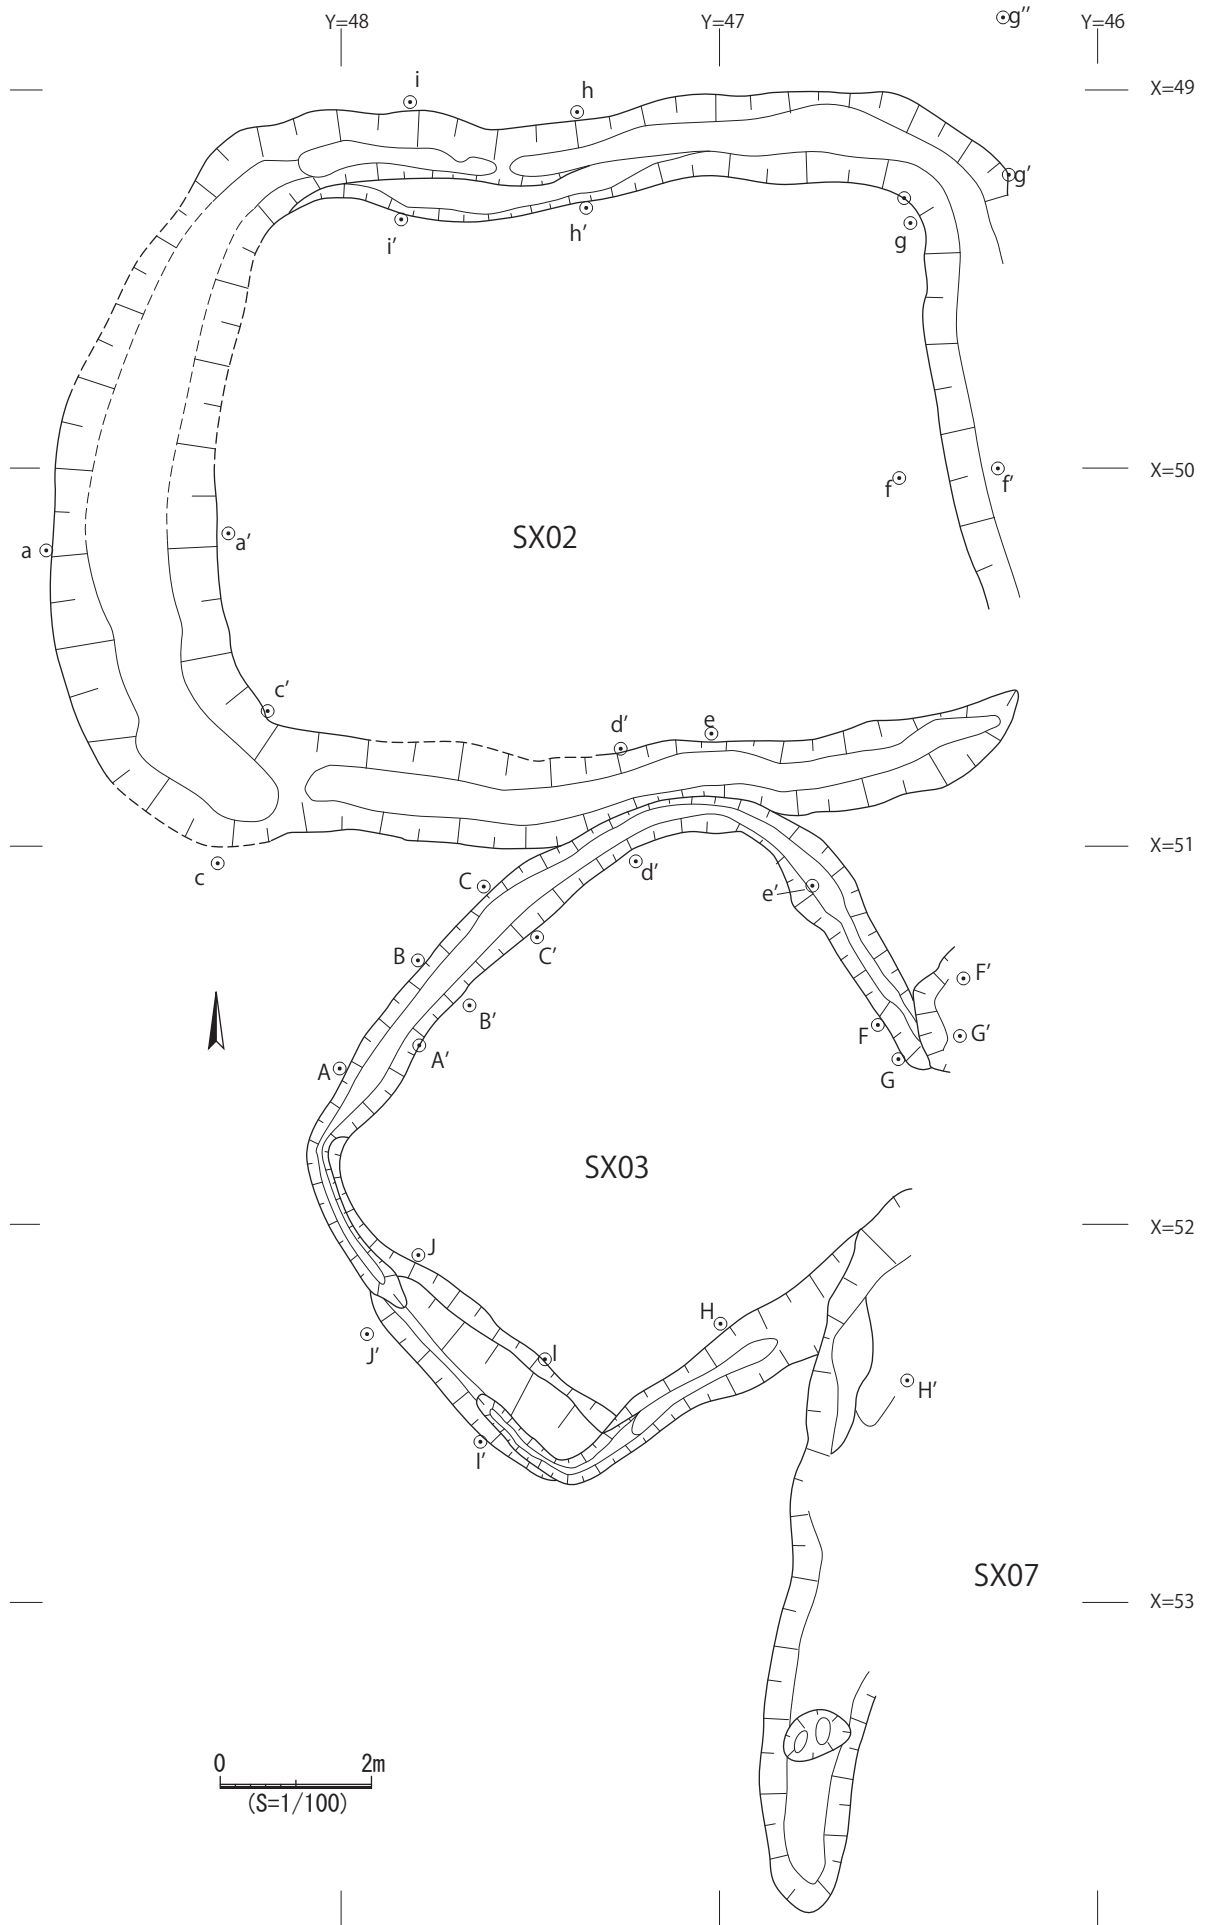 Y=48
Y=47
g’’
Y=46
i
h
X=49
g’
i’
h’
g
f
f’
X=50
SX02
a
a’
c’
d’
e
X=51
c
C
d’
e’
B
C’
F’
B’
F
G’
A
A’
G
SX03
J
X=52
H
J’
I
H’
I’
SX07
X=53
0 2m
(S=1/100)